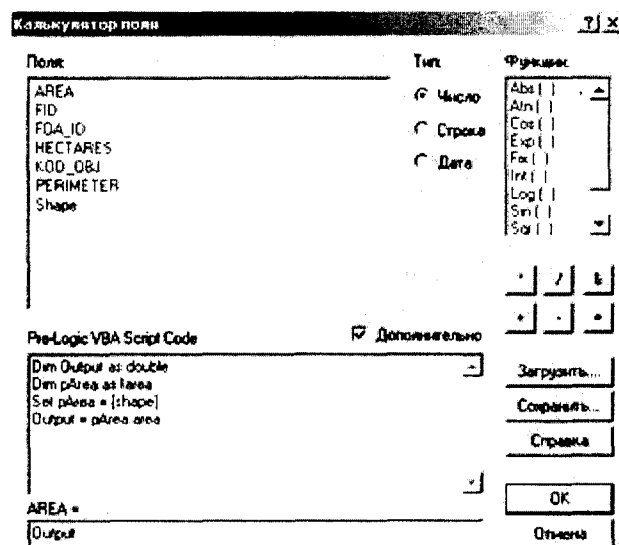 Калькулятор поля
? ×
Поля:
AREA
FID
FOA_ID
HECTARES
KOD_OBJ
PERIMETER
Shape
Тип:
Число
Строка
Дата
Функции:
Abs ( )
Atn ( )
Cos ( )
Exp ( )
Fix ( )
Int ( )
Log ( )
Sin ( )
Sqr ( )
* / &
+ - =
Pre-Logic VBA Script Code
Дополнительно
Dim Output as double
Dim pArea as Iarea
Set pArea = [shape]
Output = pArea.area
Загрузить...
Сохранить...
Справка
AREA =
Output
OK
Отмена